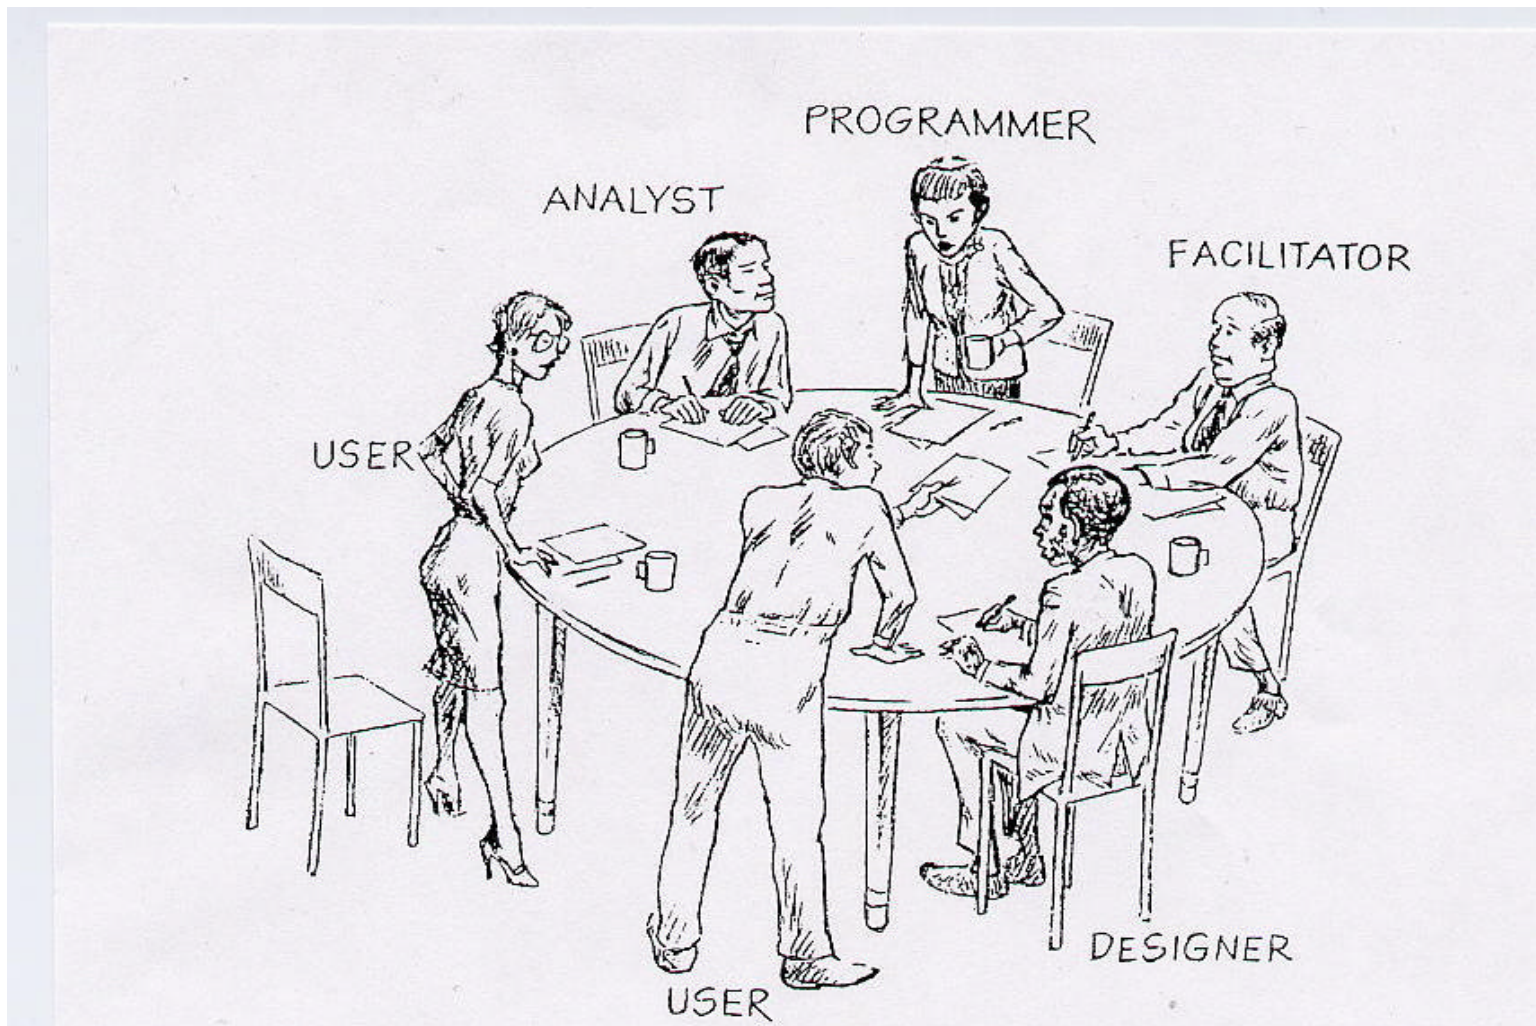 PROGRAMMER
ANALYST
FACILITATOR
USER
DESIGNER
USER